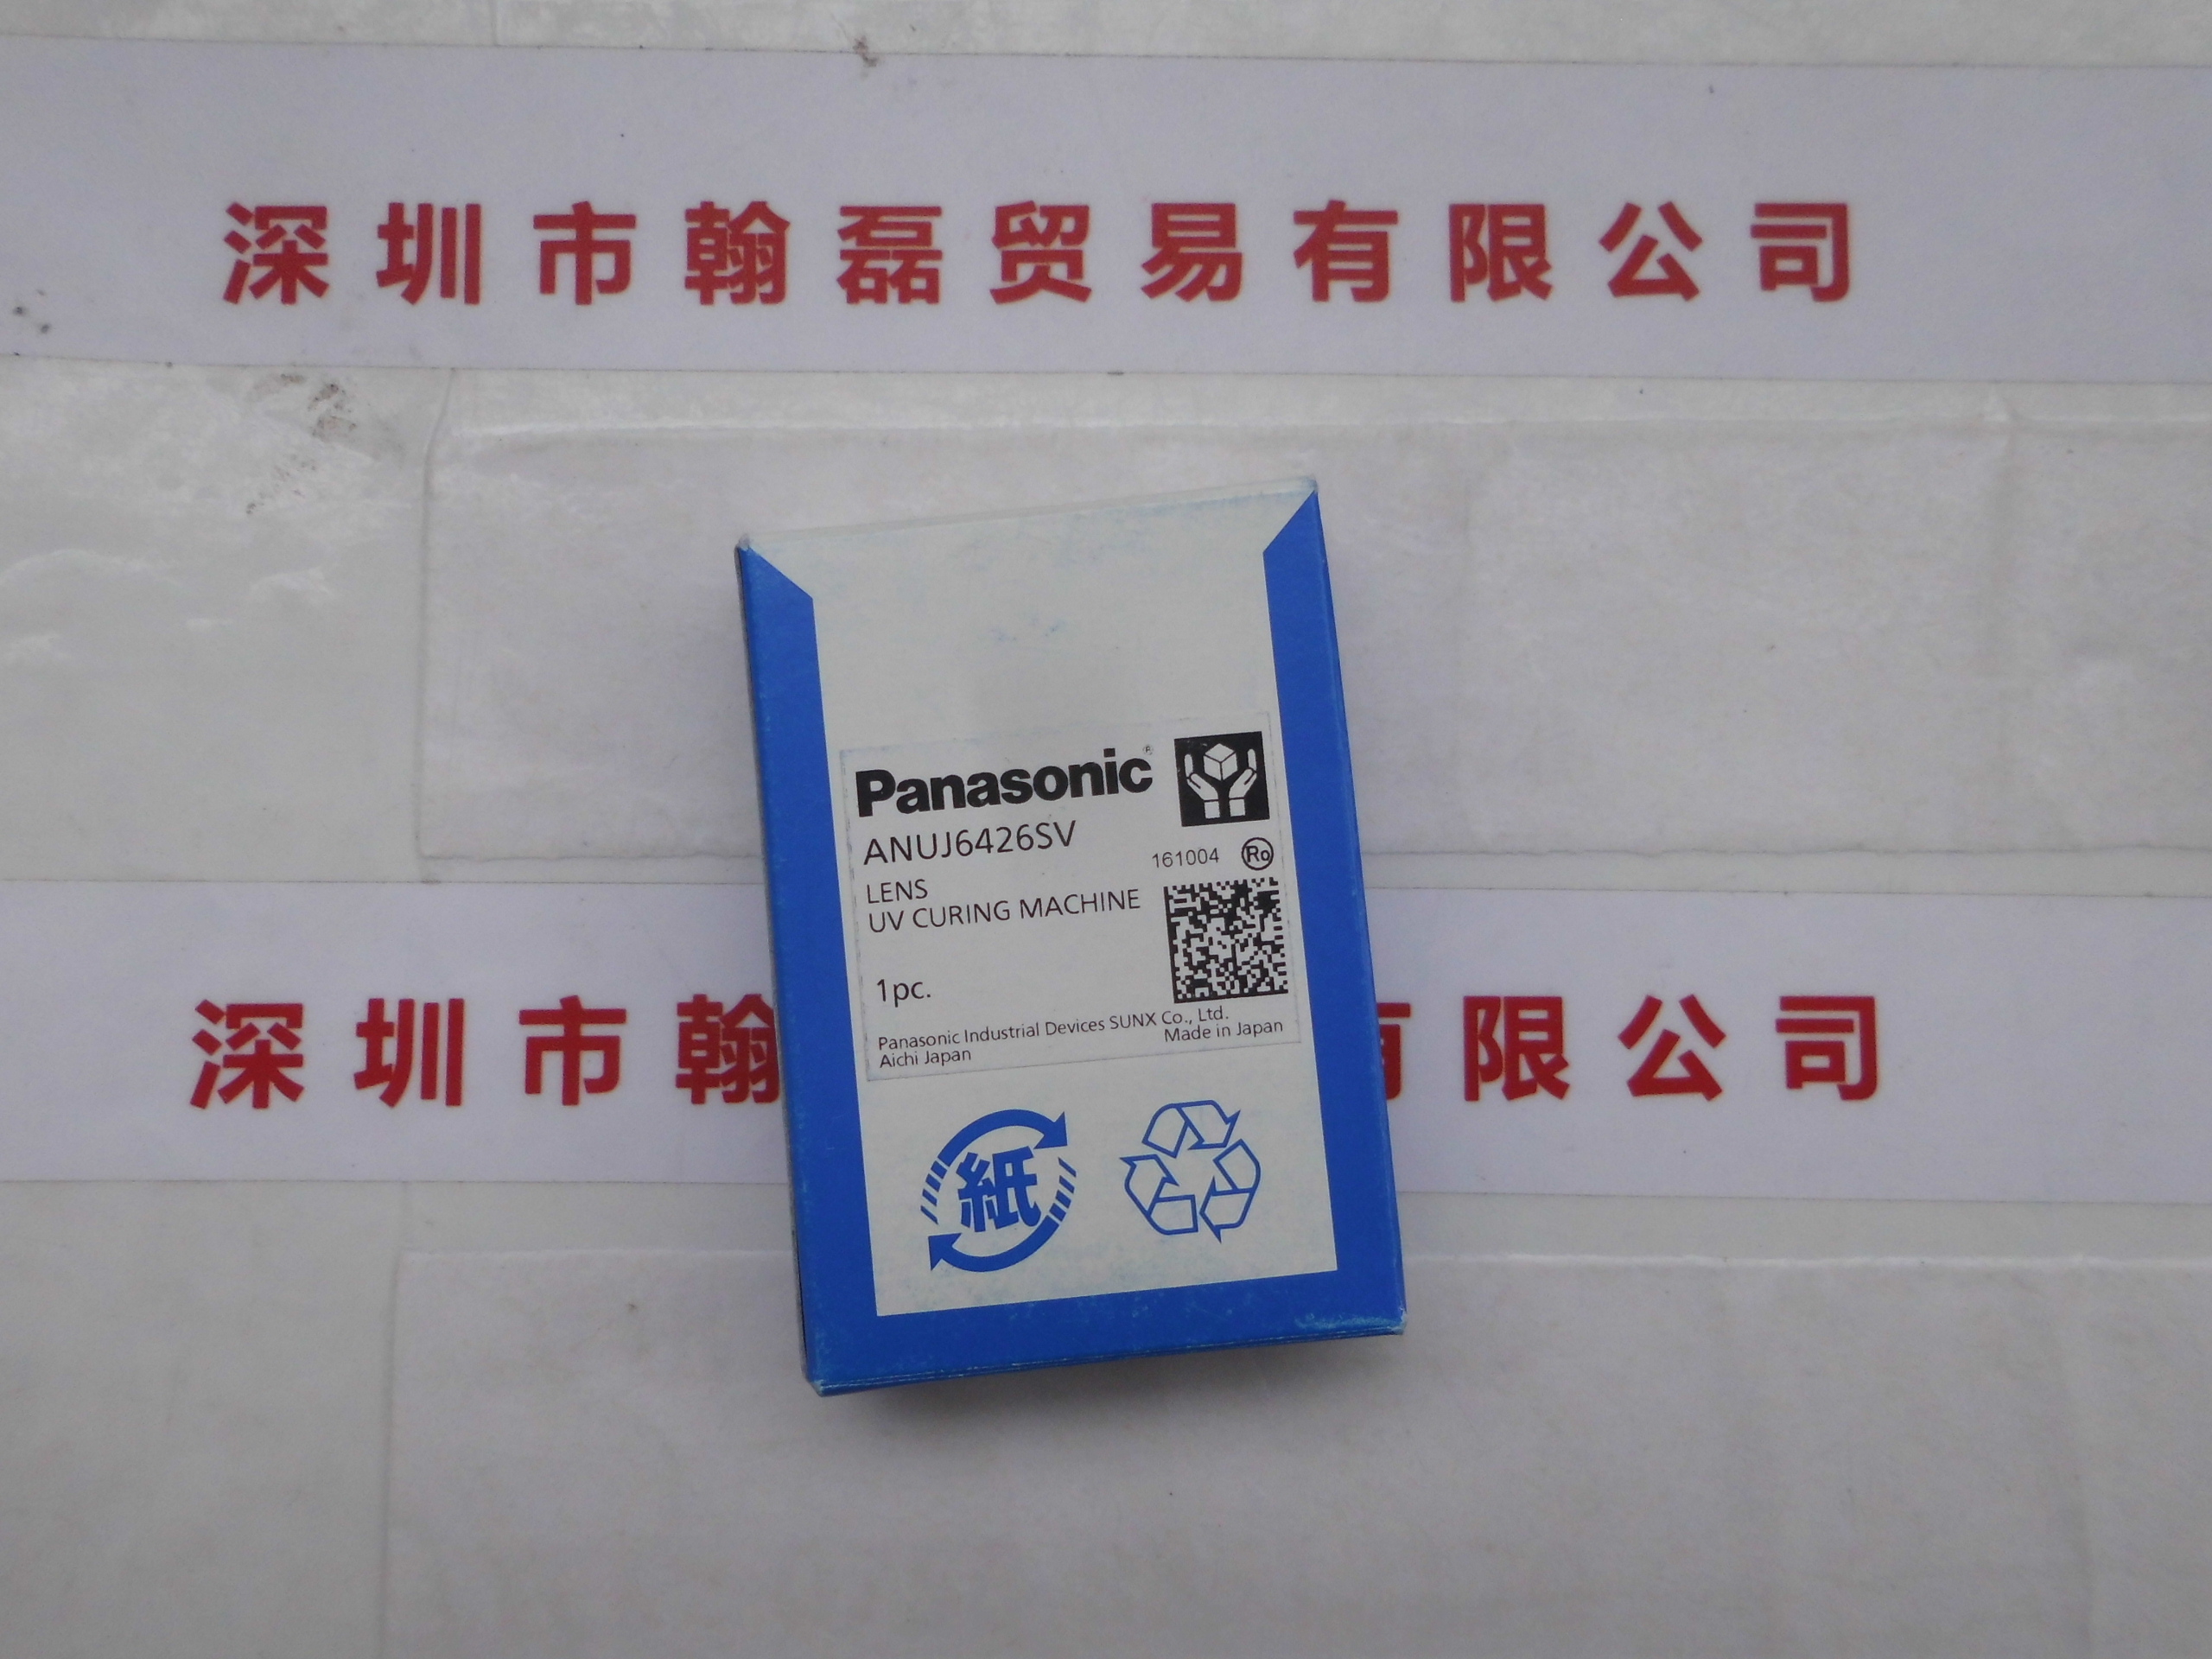 深圳市翰磊贸易有限公司
Panasonic®
ANUJ6426SV
161004 Ro
LENS
UV CURING MACHINE
1pc.
Panasonic Industrial Devices SUNX Co., Ltd.
Aichi Japan Made in Japan
深圳市翰 有限公司
紙